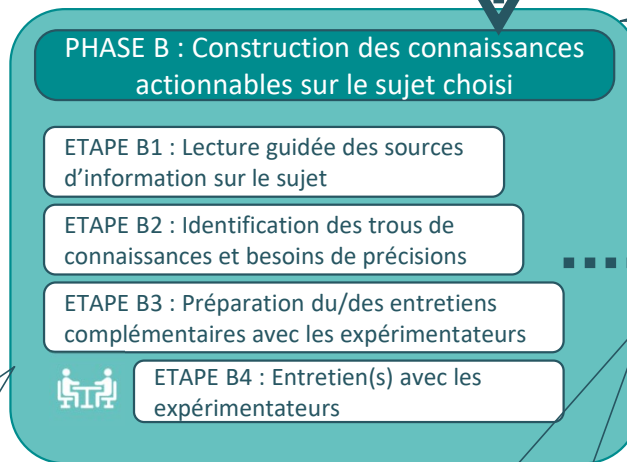 PHASE B : Construction des connaissances
actionnables sur le sujet choisi
ETAPE B1 : Lecture guidée des sources
d’information sur le sujet
ETAPE B2 : Identification des trous de
connaissances et besoins de précisions
ETAPE B3 : Préparation du/des entretiens
complémentaires avec les expérimentateurs
ETAPE B4 : Entretien(s) avec les
expérimentateurs